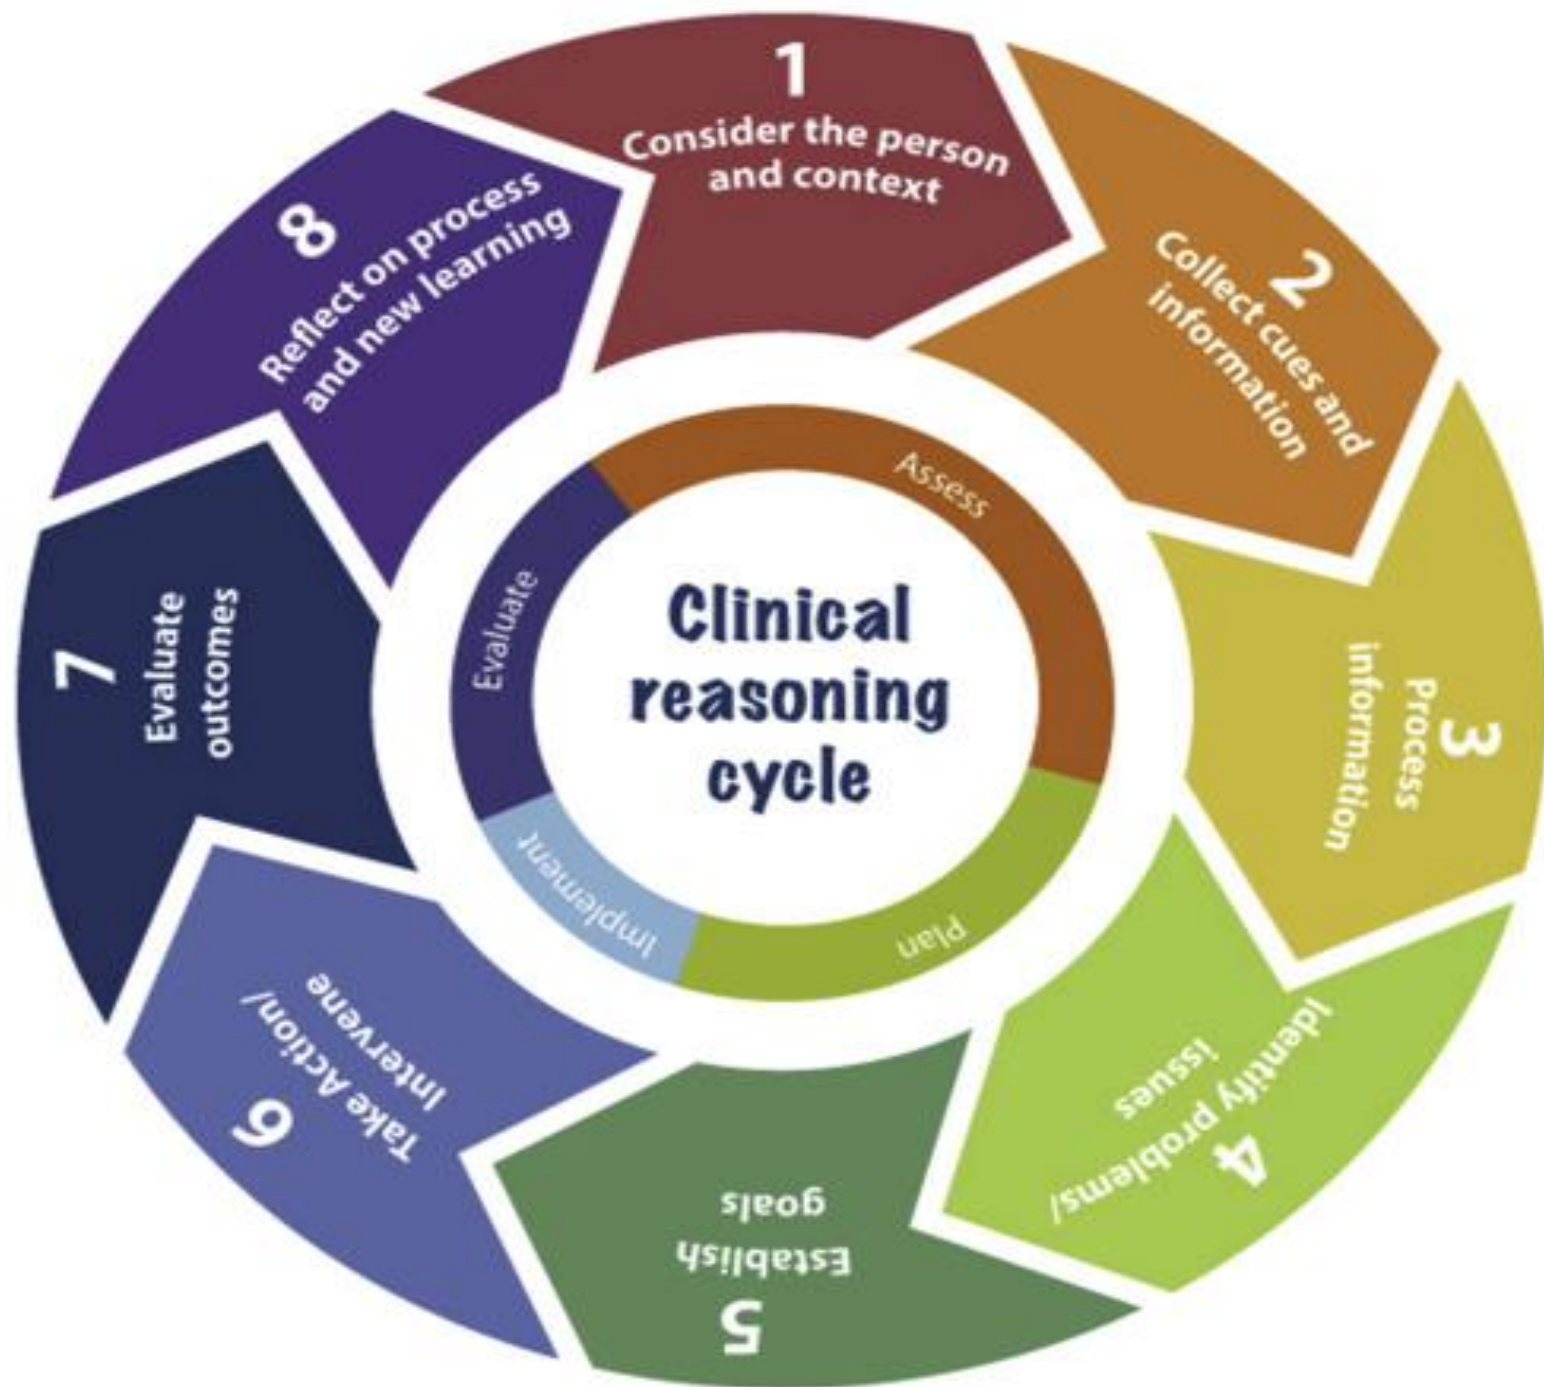 1
Consider the person
and context
2
Collect cues and
information
3
Process
information
4
Identify problems/
issues
5
Establish
goals
6
Take Action/
Intervene
7
Evaluate
outcomes
8
Reflect on process
and new learning
Assess
Plan
Implement
Evaluate
Clinical
reasoning
cycle